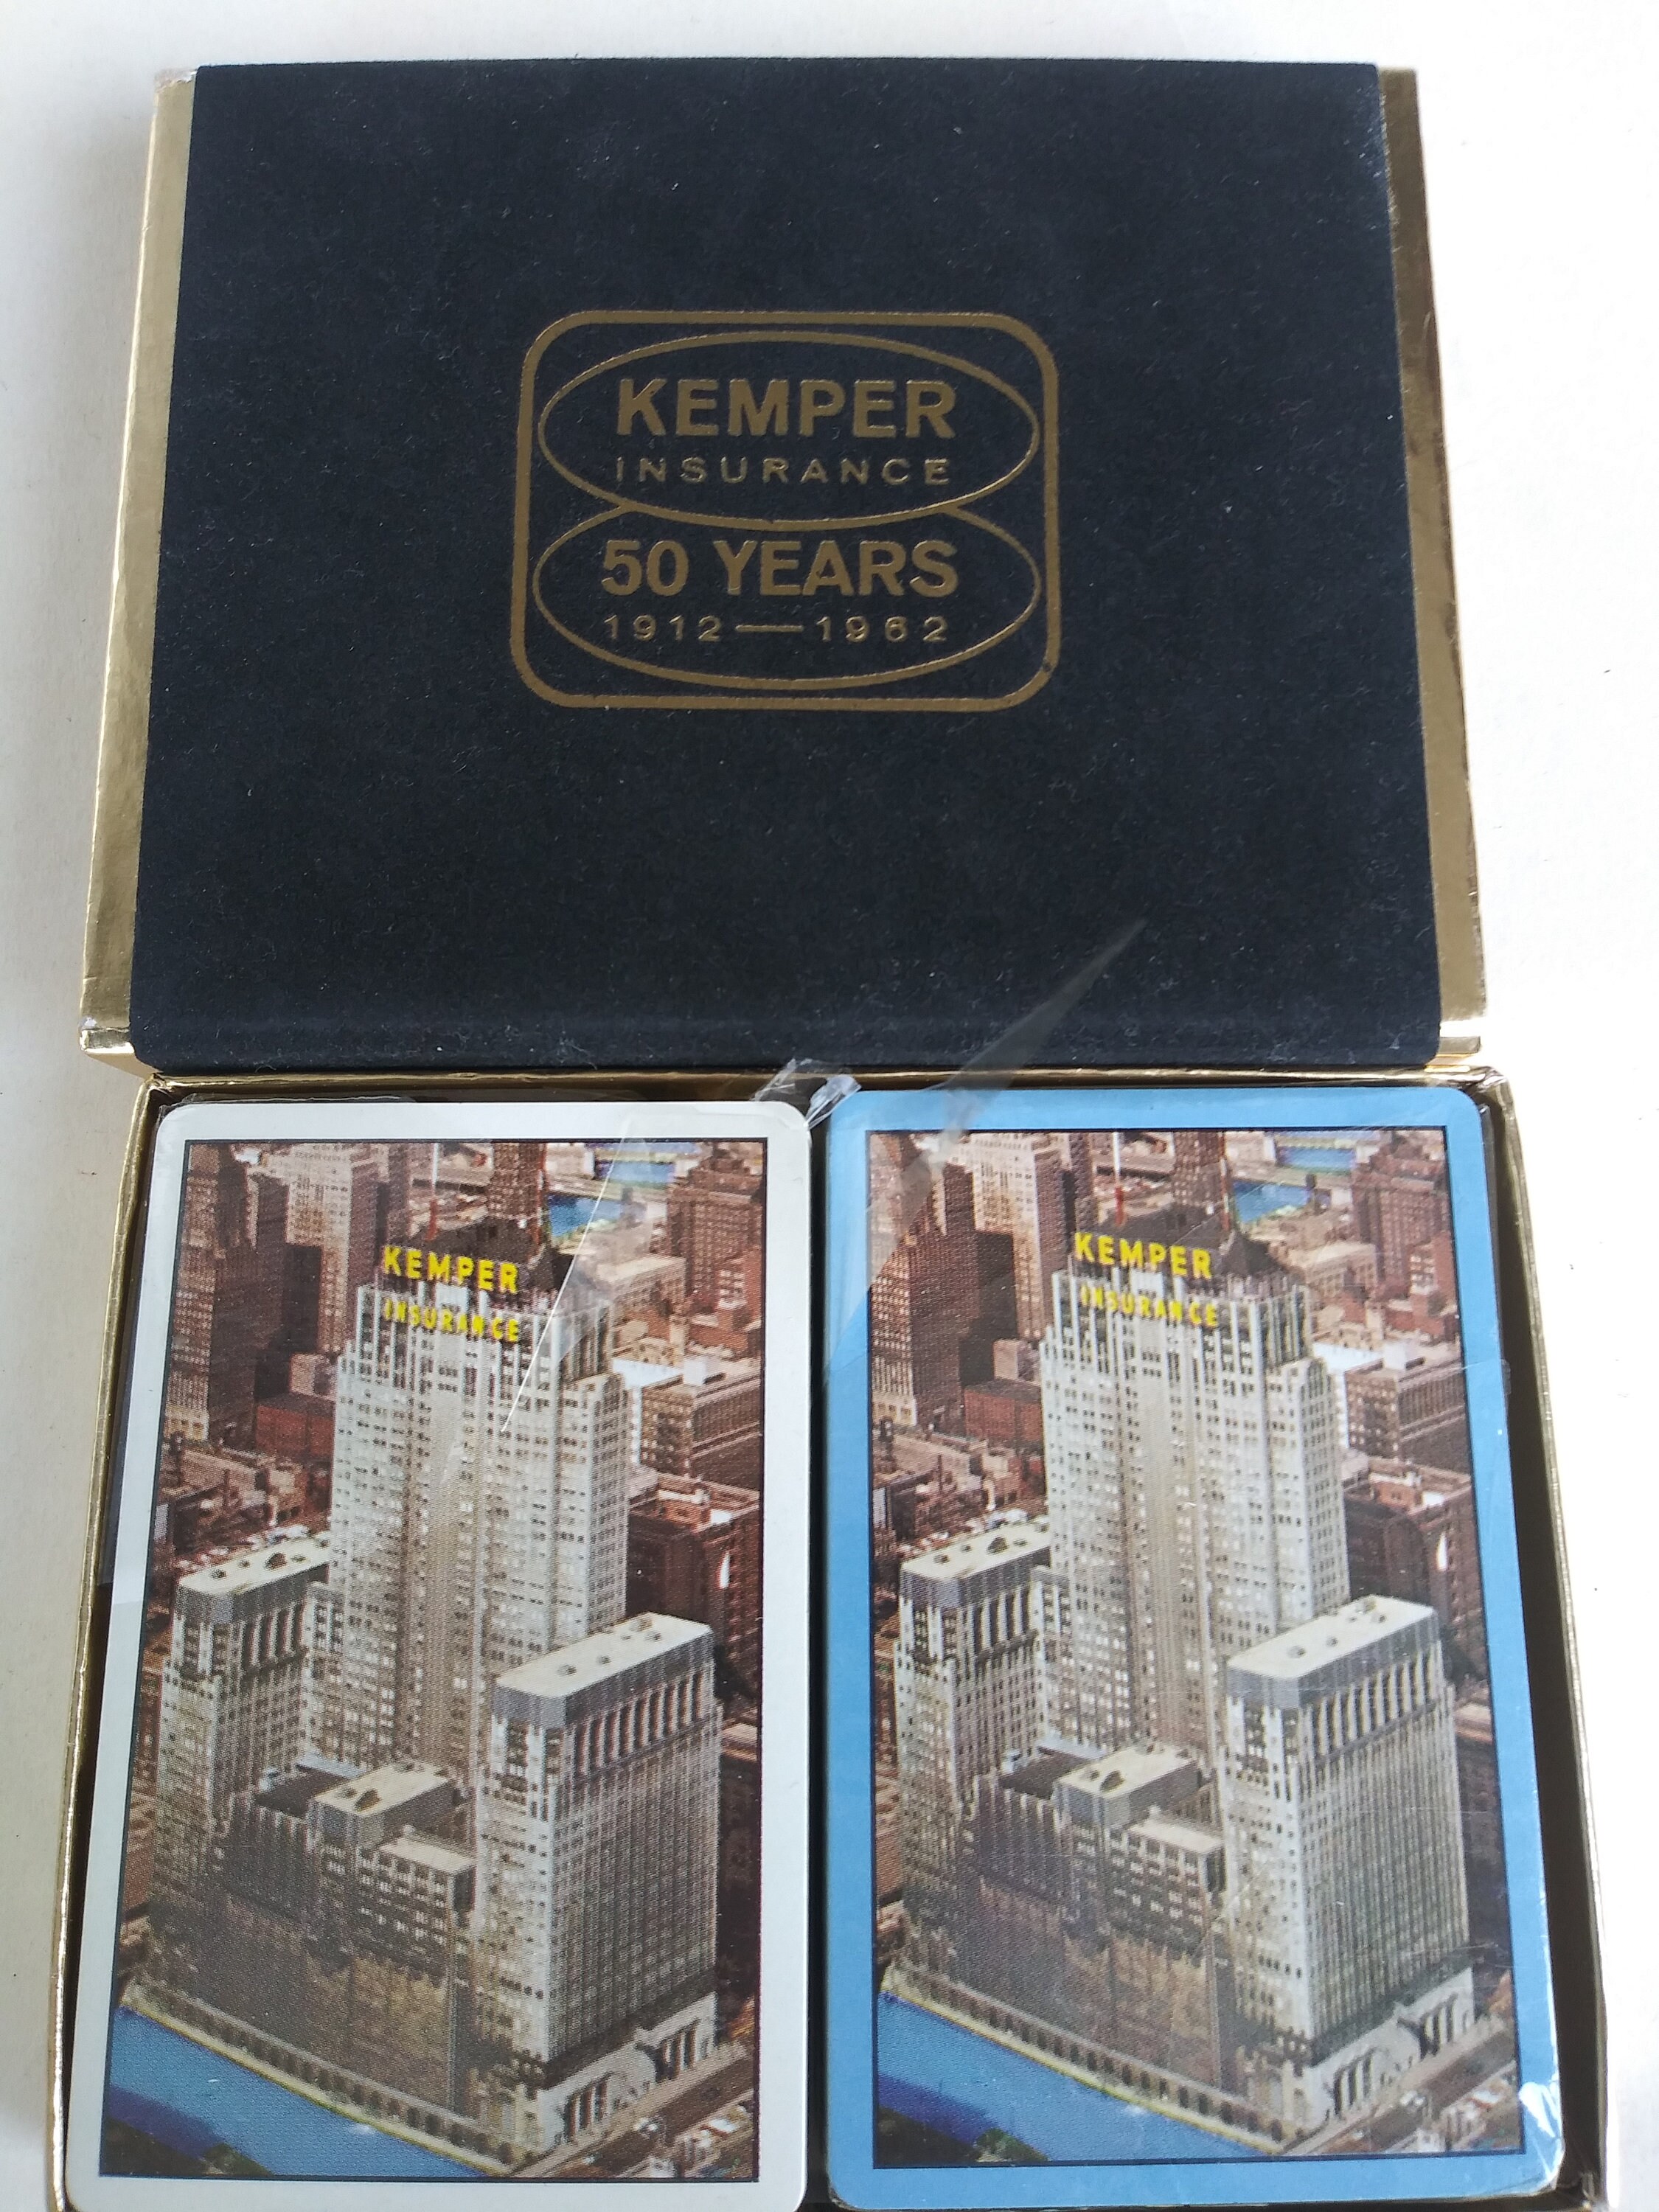 KEMPER
INSURANCE
50 YEARS
1912—1962
KEMPER
INSURANCE
KEMPER
INSURANCE